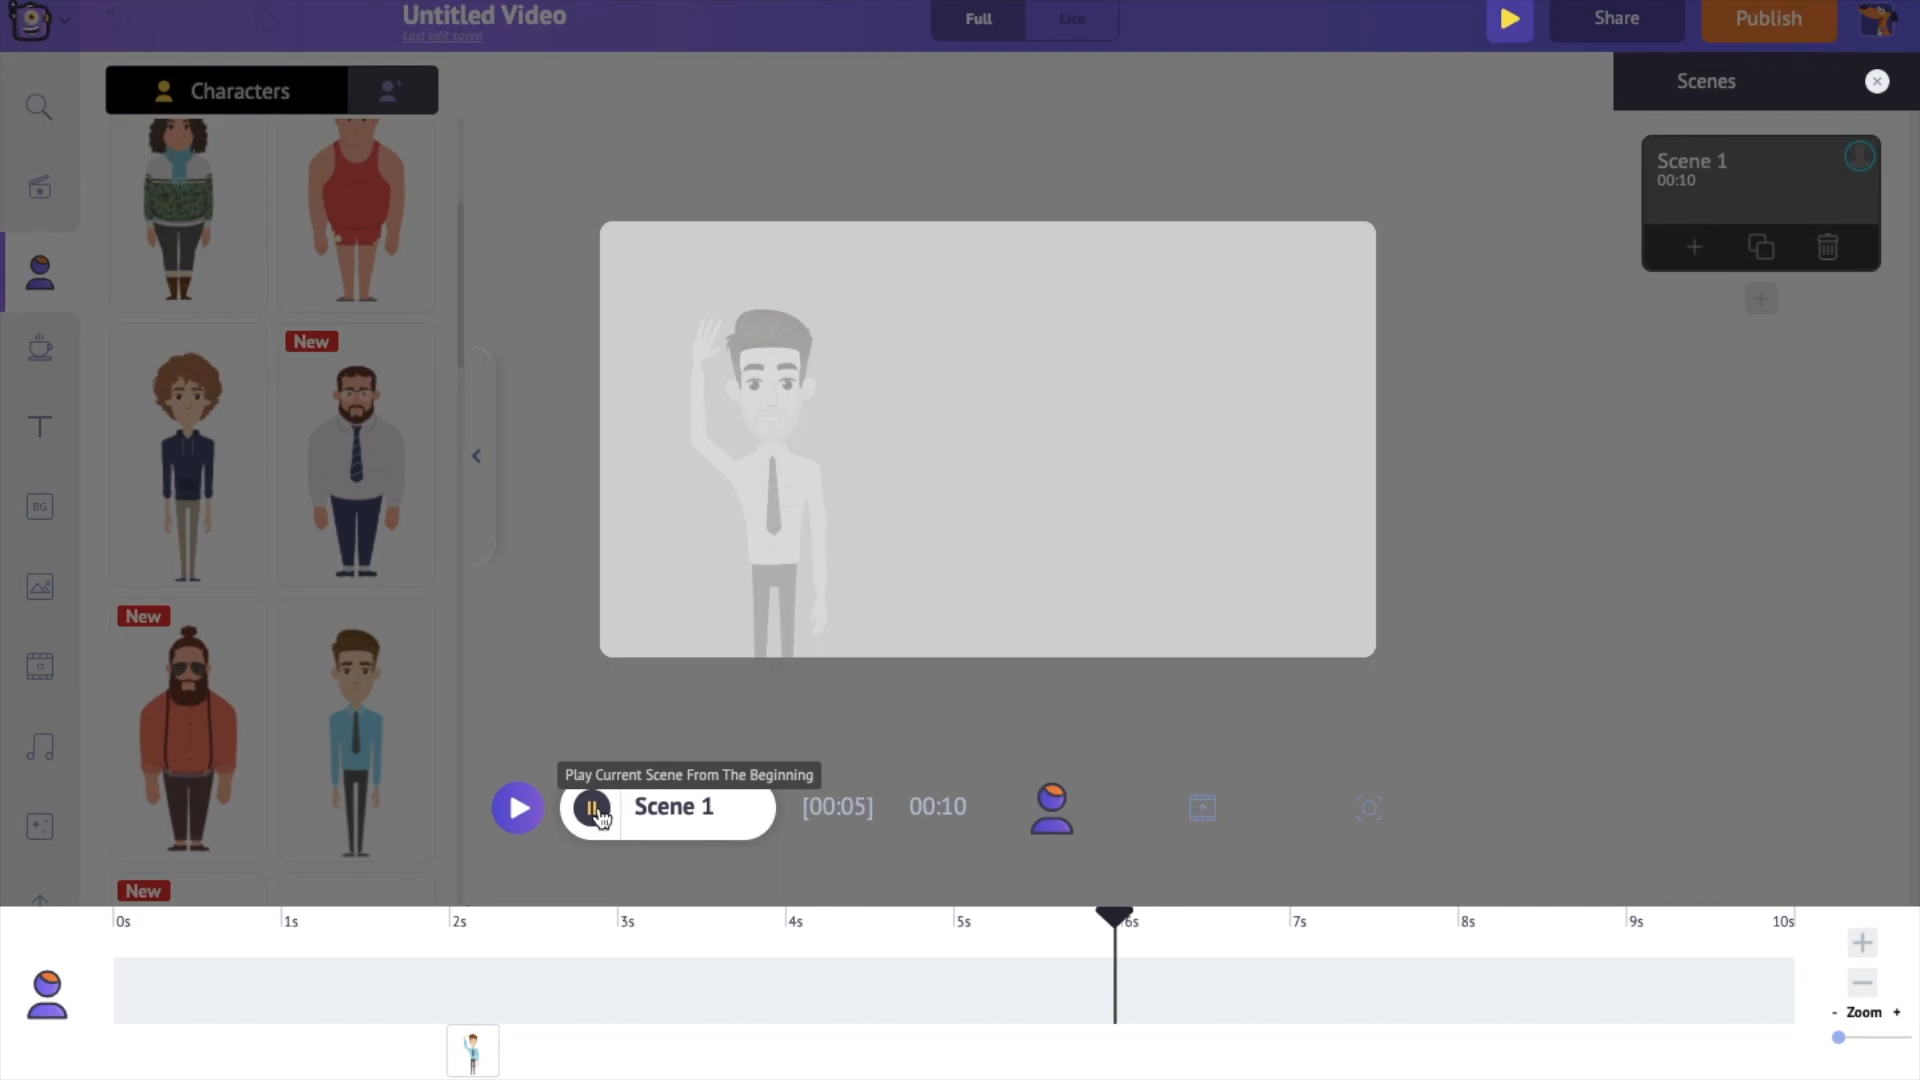 Untitled Video
Last edit saved
Full
Lite
Share
Publish
Characters
Scenes
Scene 1
00:10
New
New
New
BG
Play Current Scene From The Beginning
Scene 1
[00:05]
00:10
0s
1s
2s
3s
4s
5s
6s
7s
8s
9s
10s
- Zoom +